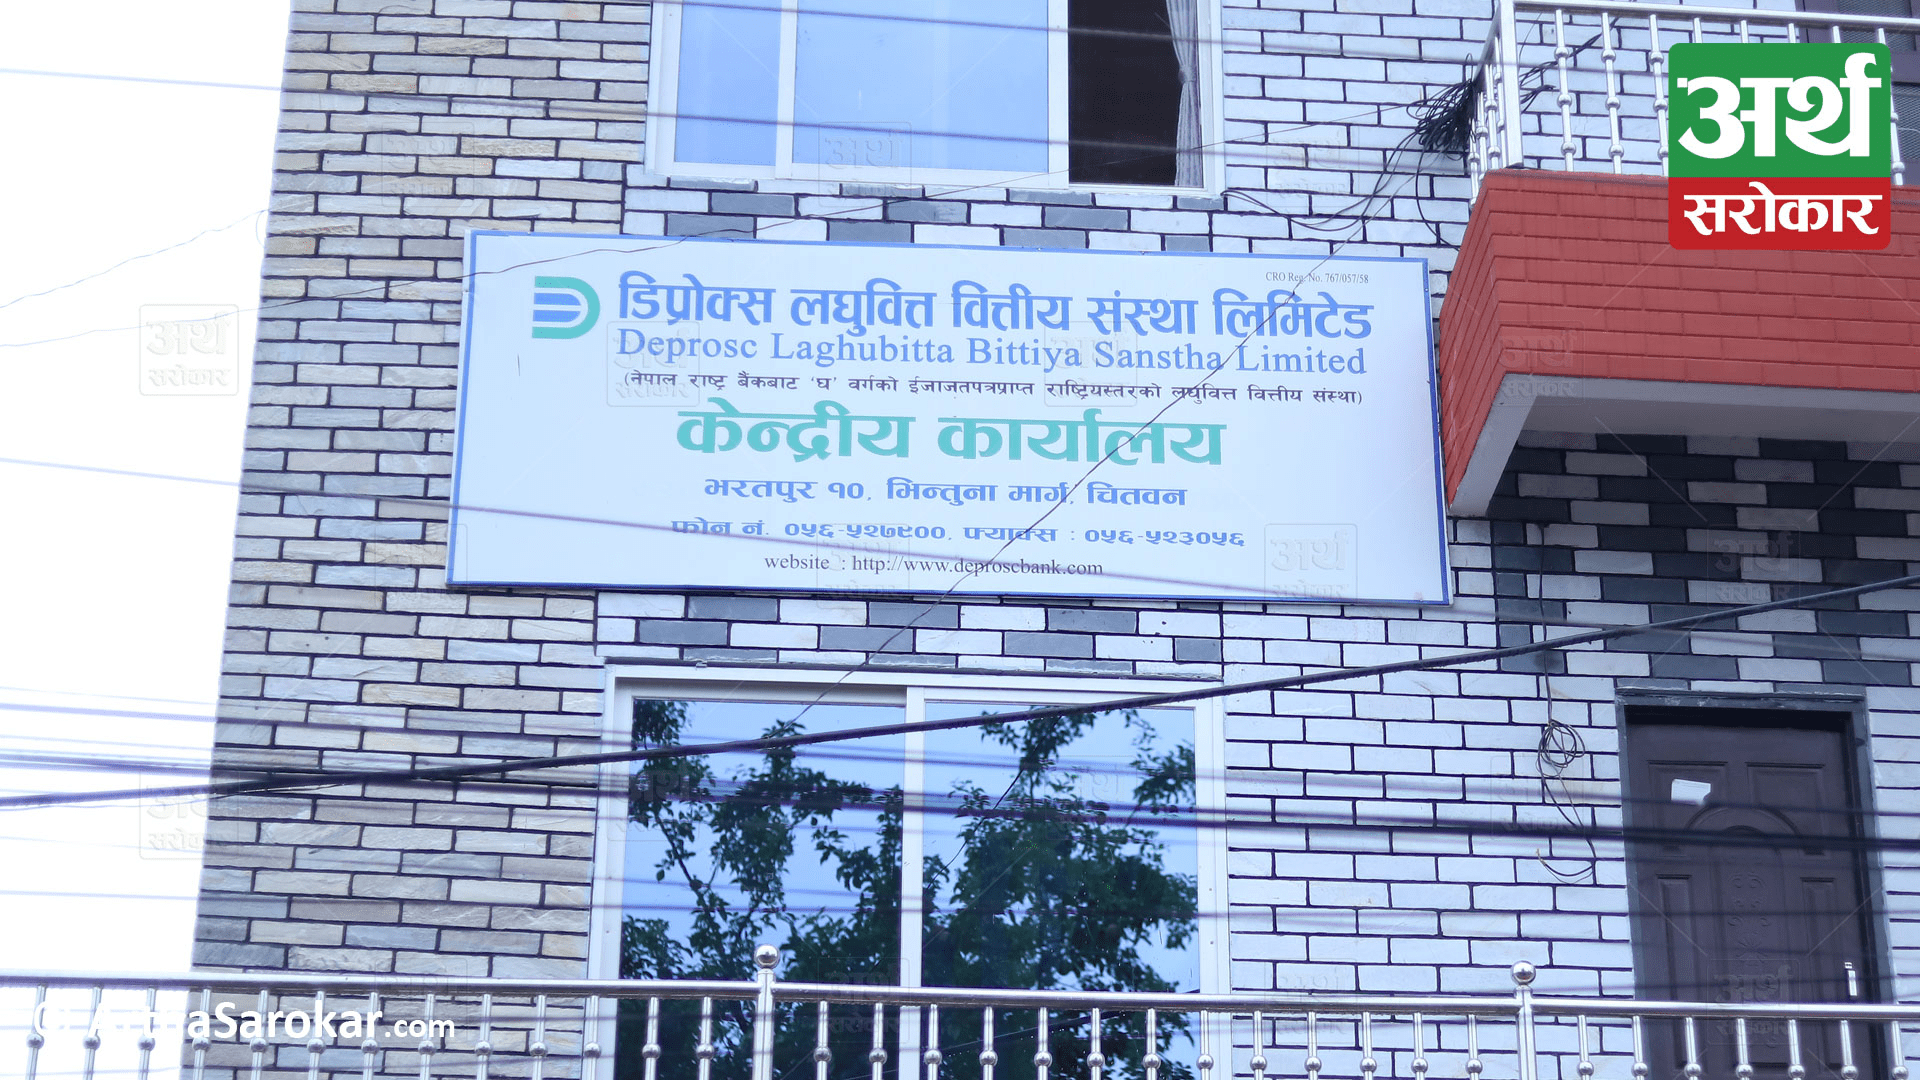 अर्थ
सरोकार
CRO Reg. No. 767/057/58
डिप्रोक्स लघुवित्त वित्तीय संस्था लिमिटेड
Deprosc Laghubitta Bittiya Sanstha Limited
(नेपाल राष्ट्र बैंकबाट 'घ' वर्गको ईजाजतपत्रप्राप्त राष्ट्रियस्तरको लघुवित्त वित्तीय संस्था)
केन्द्रीय कार्यालय
भरतपुर १०, भिन्तुना मार्ग, चितवन
फोन नं. ०५६-५२७९००, फ्याक्स : ०५६-५२३०५६
website : http://www.deproscbank.com
© ArthaSarokar.com